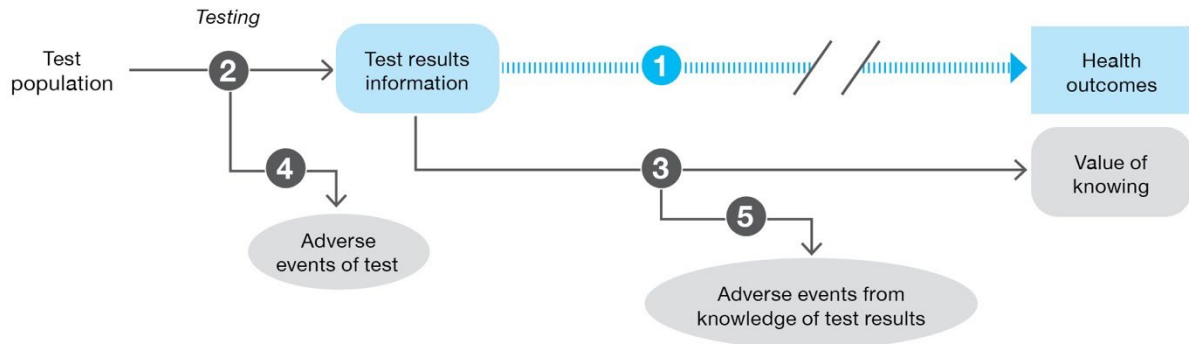 Testing
Test
population
2
Test results
information
1
Health
outcomes
4
3
Value of
knowing
5
Adverse
events of test
Adverse events from
knowledge of test results